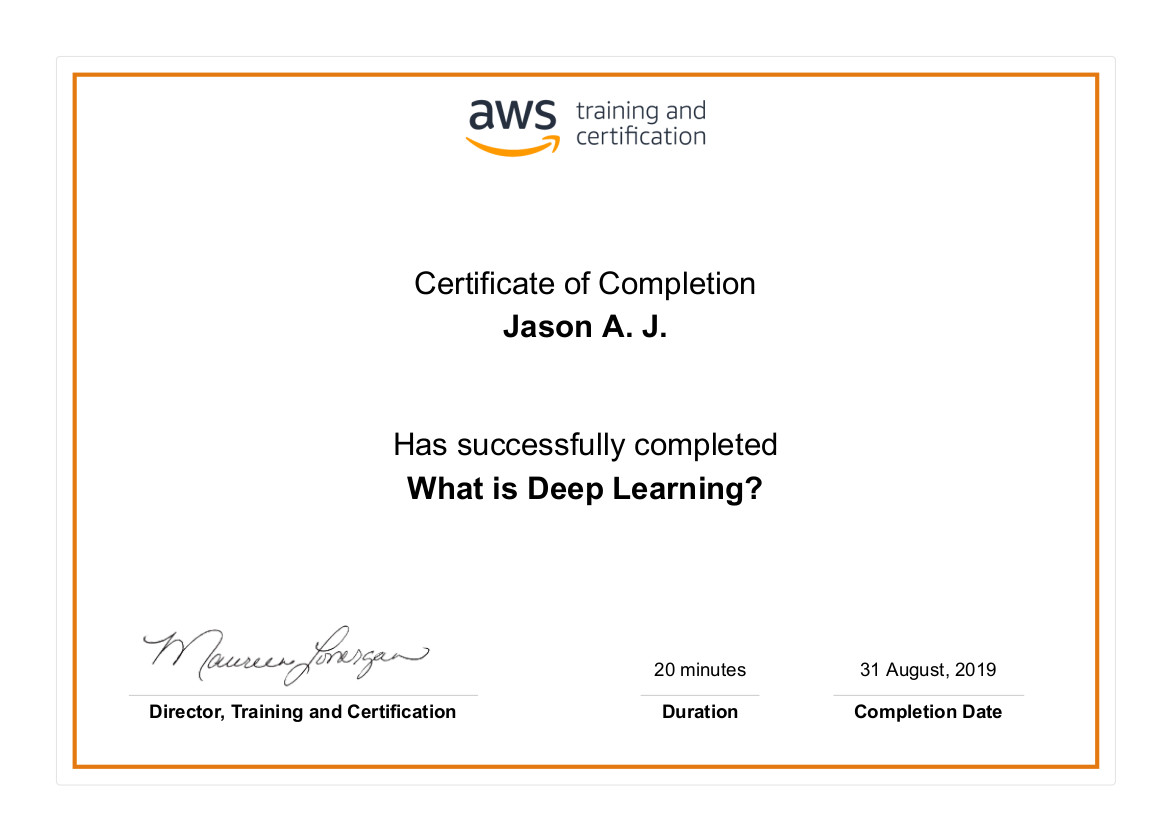 aws training and
certification
Certificate of Completion
Jason A. J.
Has successfully completed
What is Deep Learning?
Maureen Lonergan
20 minutes
31 August, 2019
Director, Training and Certification
Duration
Completion Date